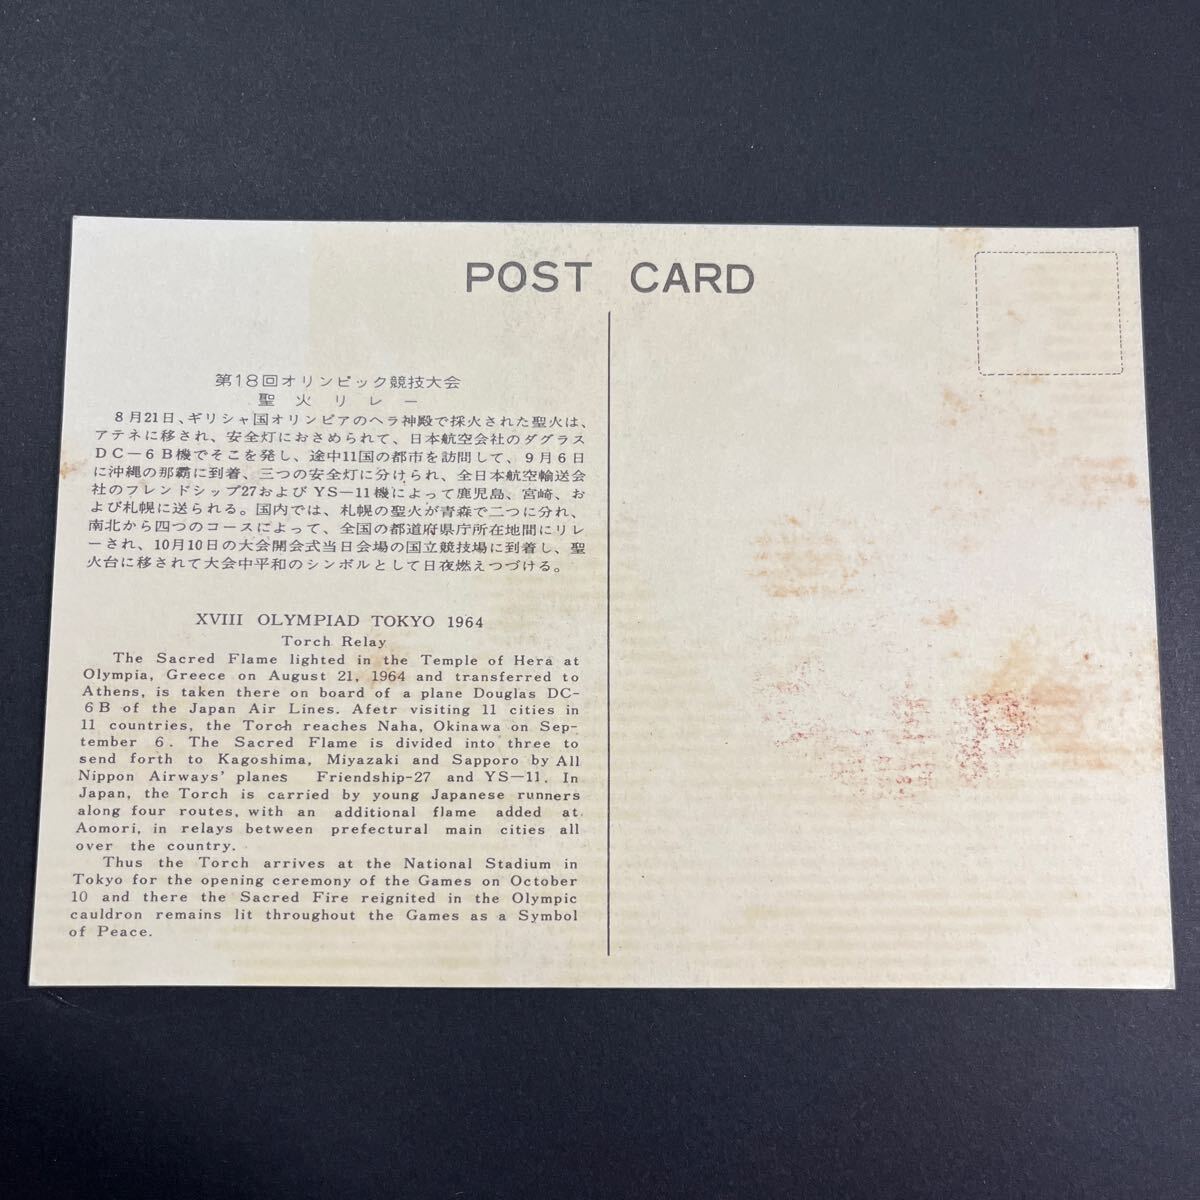 POST CARD
第18回オリンピック競技大会
聖火リレー
8月21日、ギリシャ国オリンピアのヘラ神殿で採火された聖火は、
アテネに移され、安全灯におさめられて、日本航空会社のダグラス
DC－6B機でそこを発し、途中11国の都市を訪問して、9月6日
に沖縄の那覇に到着、三つの安全灯に分けられ、全日本航空輸送会
社のフレンドシップ27およびYS—11機によって鹿児島、宮崎、お
よび札幌に送られる。国内では、札幌の聖火が青森で二つに分れ、
南北から四つのコースによって、全国の都道府県庁所在地間にリレ
ーされ、10月10日の大会開会式当日会場の国立競技場に到着し、聖
火台に移されて大会中平和のシンボルとして日夜燃えつづける。
XVIII OLYMPIAD TOKYO 1964
Torch Relay
The Sacred Flame lighted in the Temple of Hera at
Olympia, Greece on August 21, 1964 and transferred to
Athens, is taken there on board of a plane Douglas DC-
6B of the Japan Air Lines. Afetr visiting 11 cities in
11 countries, the Torch reaches Naha, Okinawa on Sep-
tember 6. The Sacred Flame is divided into three to
send forth to Kagoshima, Miyazaki and Sapporo by All
Nippon Airways' planes Friendship-27 and YS—11. In
Japan, the Torch is carried by young Japanese runners
along four routes, with an additional flame added at
Aomori, in relays between prefectural main cities all
over the country.
Thus the Torch arrives at the National Stadium in
Tokyo for the opening ceremony of the Games on October
10 and there the Sacred Fire reignited in the Olympic
cauldron remains lit throughout the Games as a Symbol
of Peace.